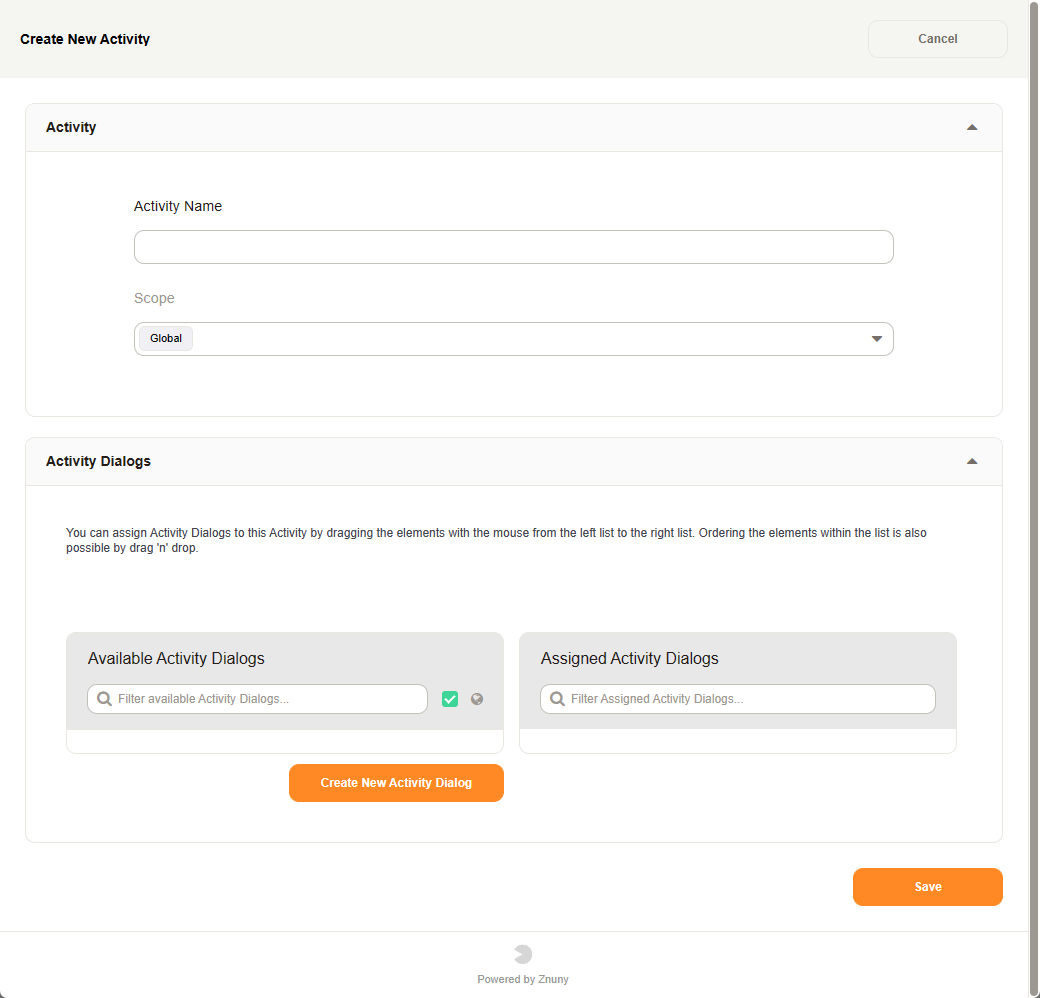 Create New Activity
Cancel
Activity
Activity Name
Scope
Global
Activity Dialogs
You can assign Activity Dialogs to this Activity by dragging the elements with the mouse from the left list to the right list. Ordering the elements within the list is also
possible by drag 'n' drop.
Available Activity Dialogs
Filter available Activity Dialogs...
Assigned Activity Dialogs
Filter Assigned Activity Dialogs...
Create New Activity Dialog
Save
Powered by Znuny